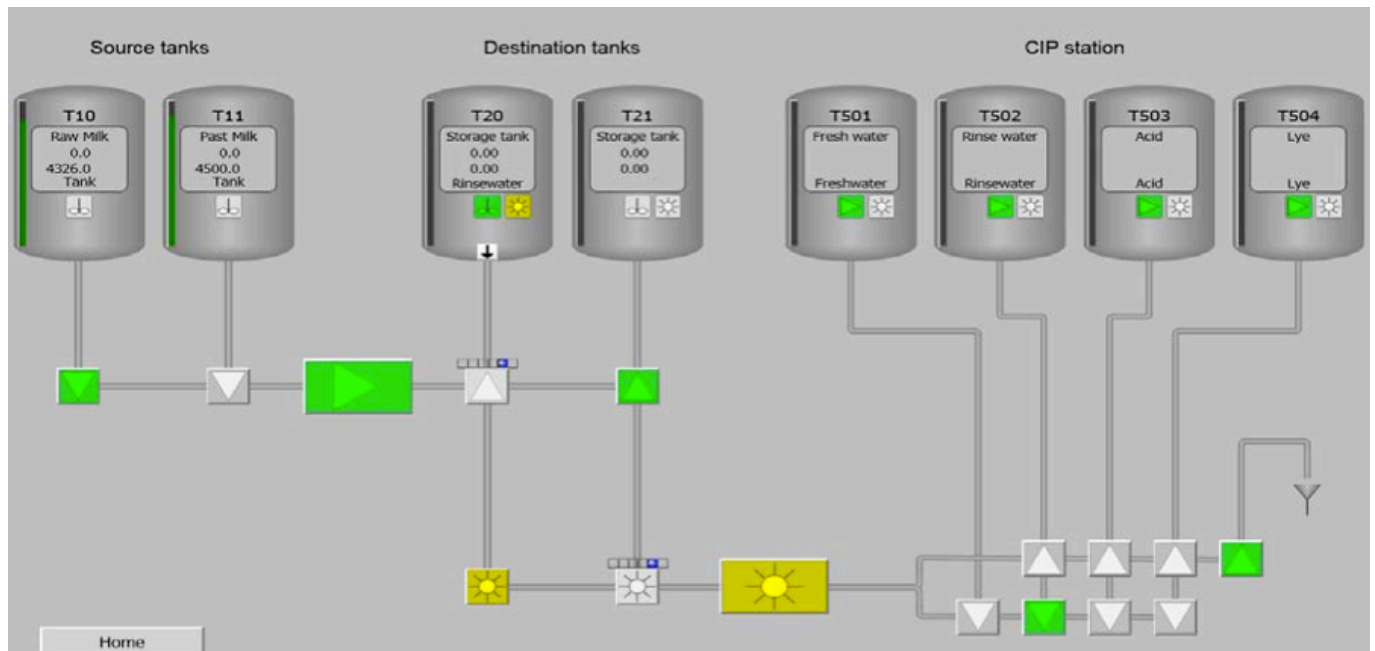 Source tanks
Destination tanks
CIP station
T10
Raw Milk
0.0
4326.0
Tank
T11
Past Milk
0.0
4500.0
Tank
T20
Storage tank
0.00
0.00
Rinsewater
T21
Storage tank
0.00
0.00
T501
Fresh water
Freshwater
T502
Rinse water
Rinsewater
T503
Acid
Acid
T504
Lye
Lye
Home